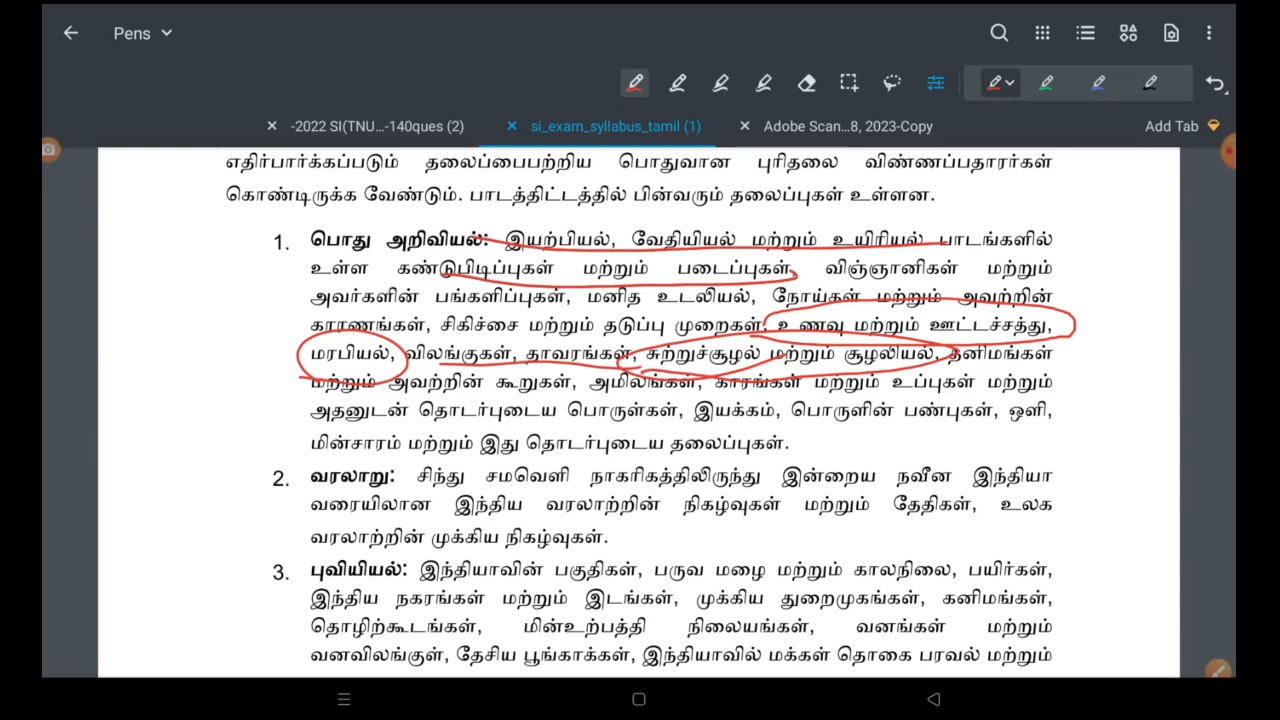 Pens
-2022 SI(TNU...-140ques (2)
si_exam_syllabus_tamil (1)
Adobe Scan...8, 2023-Copy
Add Tab
எதிர்பார்க்கப்படும் தலைப்பைபற்றிய பொதுவான புரிதலை விண்ணப்பதாரர்கள்
கொண்டிருக்க வேண்டும். பாடத்திட்டத்தில் பின்வரும் தலைப்புகள் உள்ளன.
1. பொது அறிவியல்: இயற்பியல், வேதியியல் மற்றும் உயிரியல் பாடங்களில்
உள்ள கண்டுபிடிப்புகள் மற்றும் படைப்புகள், விஞ்ஞானிகள் மற்றும்
அவர்களின் பங்களிப்புகள், மனித உடலியல், நோய்கள் மற்றும் அவற்றின்
காரணங்கள், சிகிச்சை மற்றும் தடுப்பு முறைகள், உணவு மற்றும் ஊட்டச்சத்து,
மரபியல், விலங்குகள், தாவரங்கள், சுற்றுச்சூழல் மற்றும் சூழலியல், தனிமங்கள்
மற்றும் அவற்றின் கூறுகள், அமிலங்கள், காரங்கள் மற்றும் உப்புகள் மற்றும்
அதனுடன் தொடர்புடைய பொருள்கள், இயக்கம், பொருளின் பண்புகள், ஒளி,
மின்சாரம் மற்றும் இது தொடர்புடைய தலைப்புகள்.
2. வரலாறு: சிந்து சமவெளி நாகரிகத்திலிருந்து இன்றைய நவீன இந்தியா
வரையிலான இந்திய வரலாற்றின் நிகழ்வுகள் மற்றும் தேதிகள், உலக
வரலாற்றின் முக்கிய நிகழ்வுகள்.
3. புவியியல்: இந்தியாவின் பகுதிகள், பருவ மழை மற்றும் காலநிலை, பயிர்கள்,
இந்திய நகரங்கள் மற்றும் இடங்கள், முக்கிய துறைமுகங்கள், கனிமங்கள்,
தொழிற்கூடங்கள், மின்உற்பத்தி நிலையங்கள், வனங்கள் மற்றும்
வனவிலங்குள், தேசிய பூங்காக்கள், இந்தியாவில் மக்கள் தொகை பரவல் மற்றும்